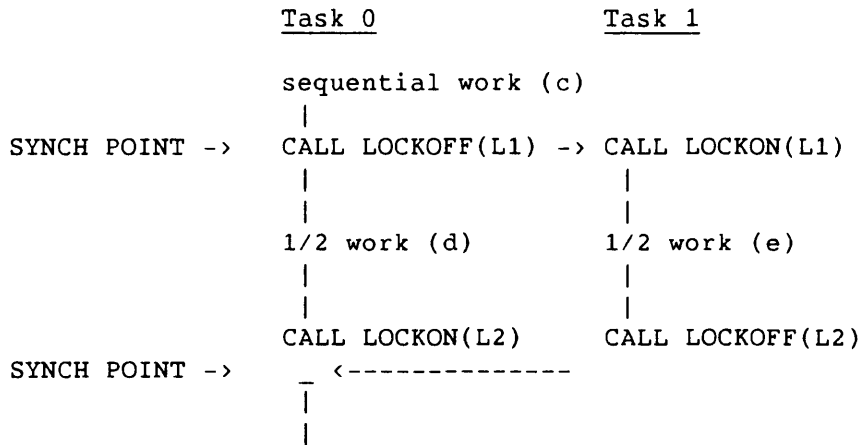 Task 0 Task 1
sequential work (c)
|
SYNCH POINT -> CALL LOCKOFF(L1) -> CALL LOCKON(L1)
| |
| |
1/2 work (d) 1/2 work (e)
| |
| |
CALL LOCKON(L2) CALL LOCKOFF(L2)
SYNCH POINT -> _ <--------------
|
|